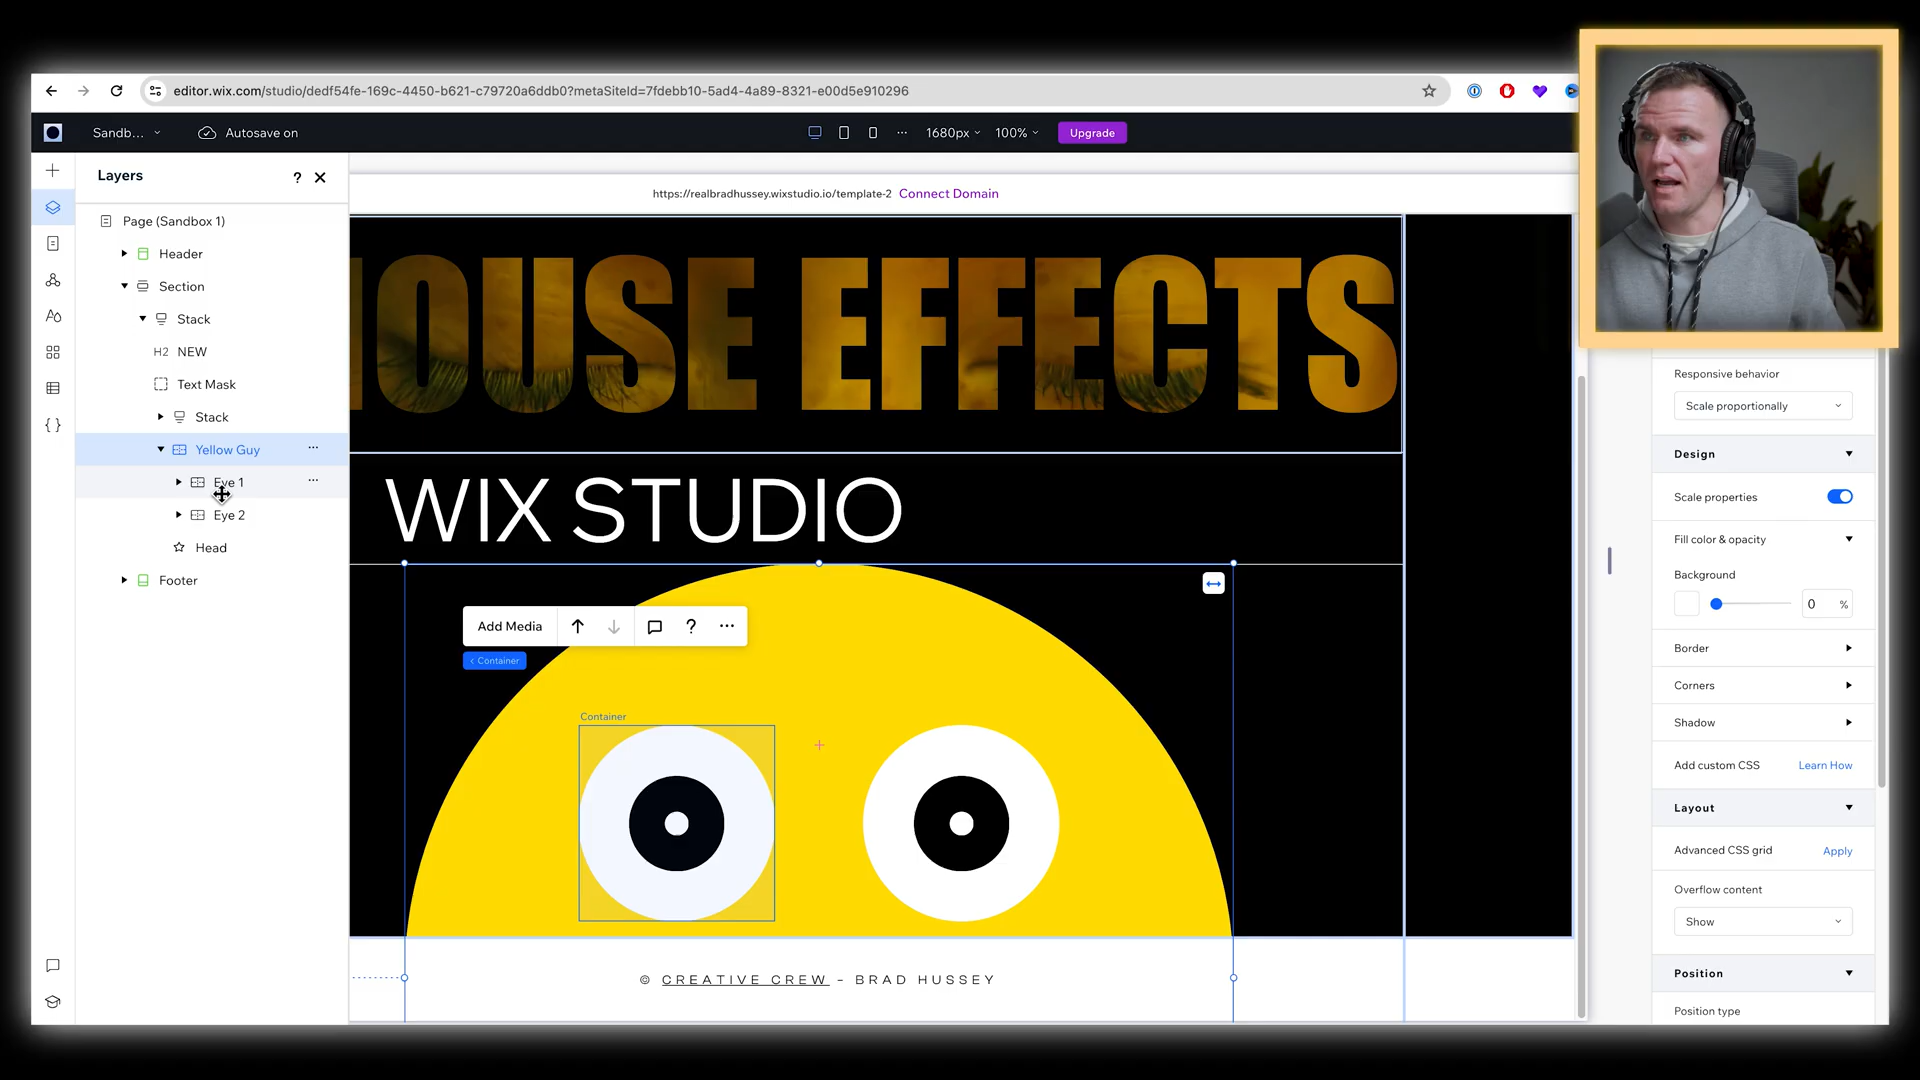 editor.wix.com/studio/dedf54fe-169c-4450-b621-c79720a6ddb0?metaSiteId=7fdebb10-5ad4-4a89-8321-e00d5e910296
Sandb...
Autosave on
1680px
100%
Upgrade
Layers
?
Page (Sandbox 1)
Header
Section
Stack
H2 NEW
Text Mask
Stack
Yellow Guy
Eye 1
Eye 2
Head
Footer
https://realbradhussey.wixstudio.io/template-2 Connect Domain
OUSE EFFECTS
WIX STUDIO
Add Media
?
< Container
Container
© CREATIVE CREW - BRAD HUSSEY
Responsive behavior
Scale proportionally
Design
Scale properties
Fill color & opacity
Background
0 %
Border
Corners
Shadow
Add custom CSS
Learn How
Layout
Advanced CSS grid
Apply
Overflow content
Show
Position
Position type